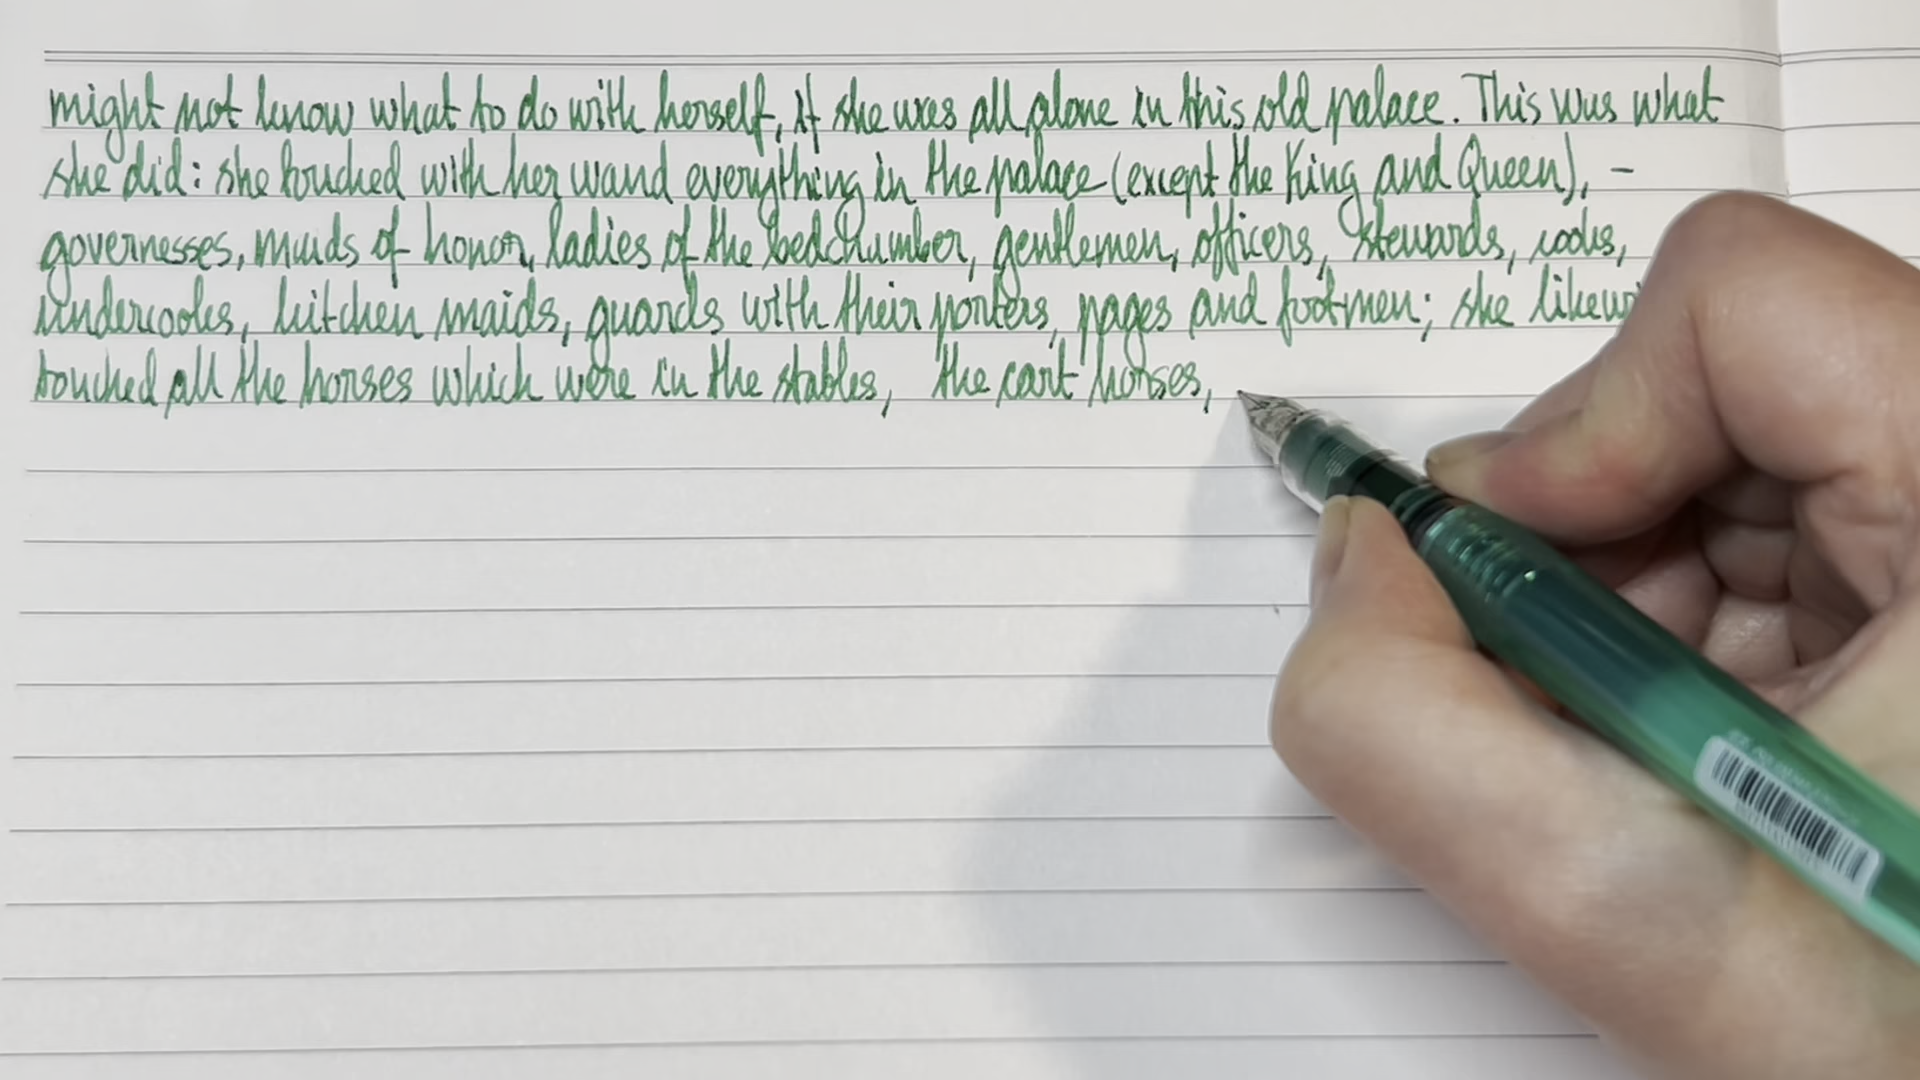 might not know what to do with herself, if she was all alone in this old palace. This was what
she did: she touched with her wand everything in the palace (except the King and Queen), -
governesses, maids of honor, ladies of the bedchamber, gentlemen, officers, stewards, cooks,
undercooks, kitchen maids, guards with their porters, pages and footmen; she likewi
touched all the horses which were in the stables, the cart horses,